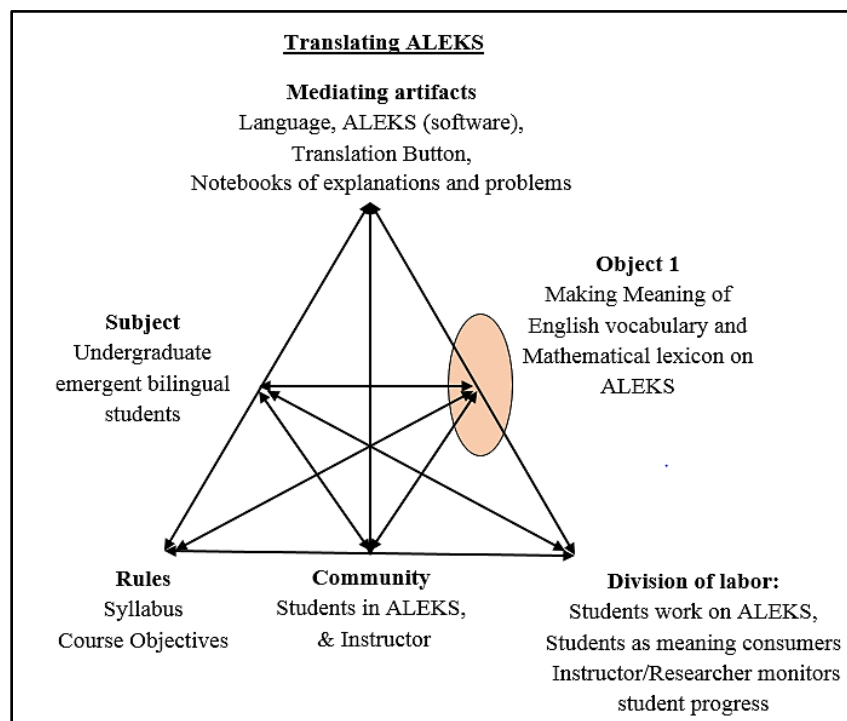 Translating ALEKS
Mediating artifacts
Language, ALEKS (software),
Translation Button,
Notebooks of explanations and problems
Object 1
Making Meaning of
English vocabulary and
Mathematical lexicon on
ALEKS
Subject
Undergraduate
emergent bilingual
students
Rules
Syllabus
Course Objectives
Community
Students in ALEKS,
& Instructor
Division of labor:
Students work on ALEKS,
Students as meaning consumers
Instructor/Researcher monitors
student progress